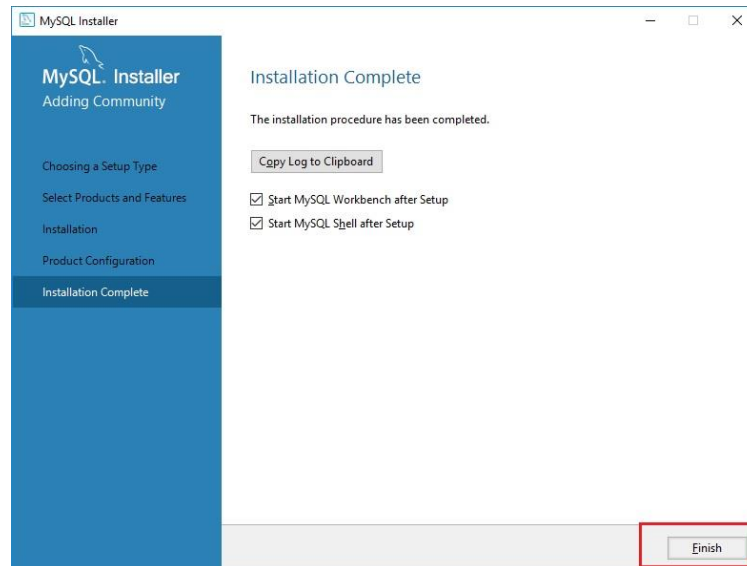 MySQL Installer
MySQL. Installer
Adding Community
Choosing a Setup Type
Select Products and Features
Installation
Product Configuration
Installation Complete
Installation Complete
The installation procedure has been completed.
Copy Log to Clipboard
Start MySQL Workbench after Setup
Start MySQL Shell after Setup
Finish